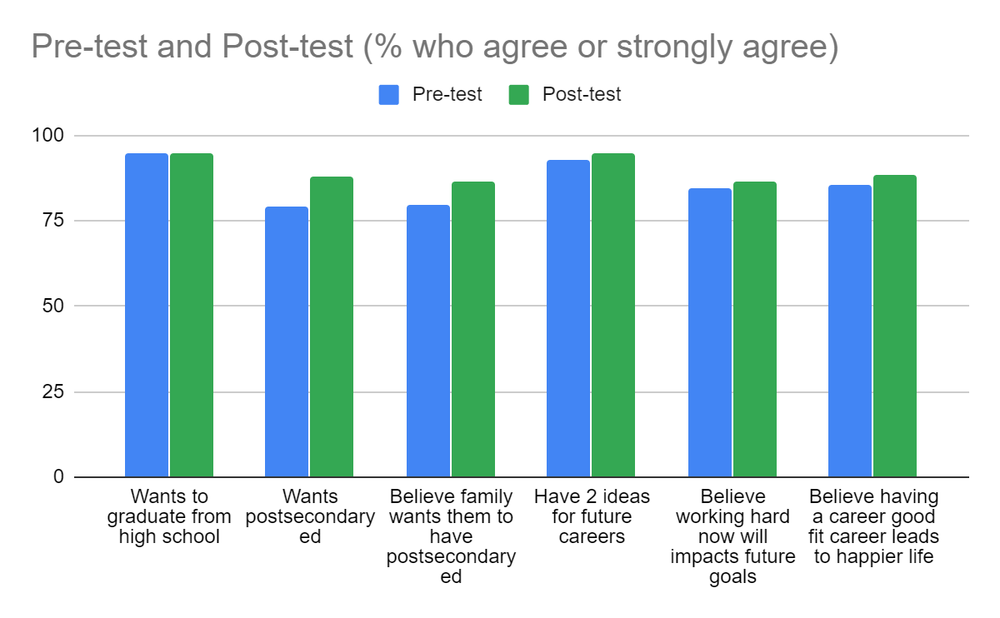 Pre-test and Post-test (% who agree or strongly agree)
Pre-test Post-test
100
75
50
25
0
Wants to
graduate from
high school
Wants
postsecondary
ed
Believe family
wants them to
have
postsecondary
ed
Have 2 ideas
for future
careers
Believe
working hard
now will
impacts future
goals
Believe having
a career good
fit career leads
to happier life